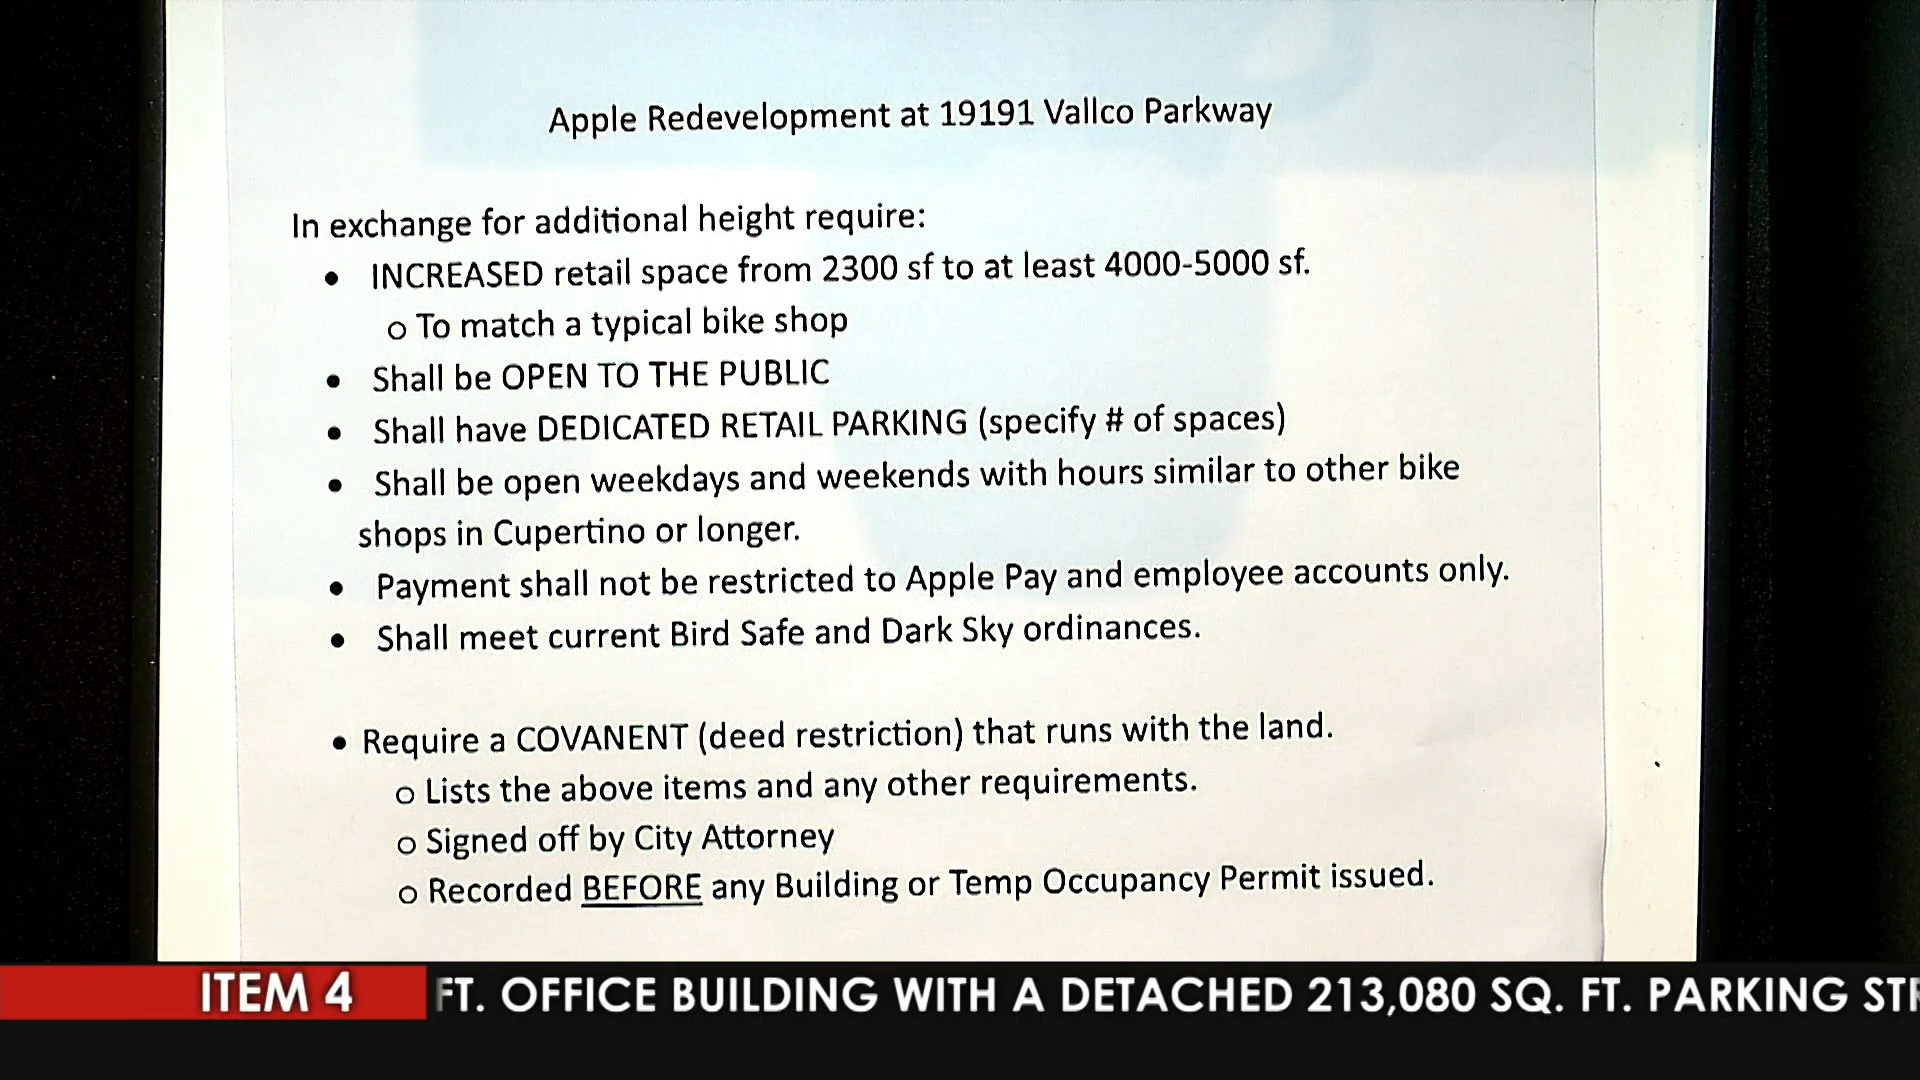 Apple Redevelopment at 19191 Vallco Parkway
In exchange for additional height require:
• INCREASED retail space from 2300 sf to at least 4000-5000 sf.
o To match a typical bike shop
• Shall be OPEN TO THE PUBLIC
• Shall have DEDICATED RETAIL PARKING (specify # of spaces)
• Shall be open weekdays and weekends with hours similar to other bike
shops in Cupertino or longer.
• Payment shall not be restricted to Apple Pay and employee accounts only.
• Shall meet current Bird Safe and Dark Sky ordinances.
• Require a COVANENT (deed restriction) that runs with the land.
o Lists the above items and any other requirements.
o Signed off by City Attorney
o Recorded BEFORE any Building or Temp Occupancy Permit issued.
ITEM 4 FT. OFFICE BUILDING WITH A DETACHED 213,080 SQ. FT. PARKING